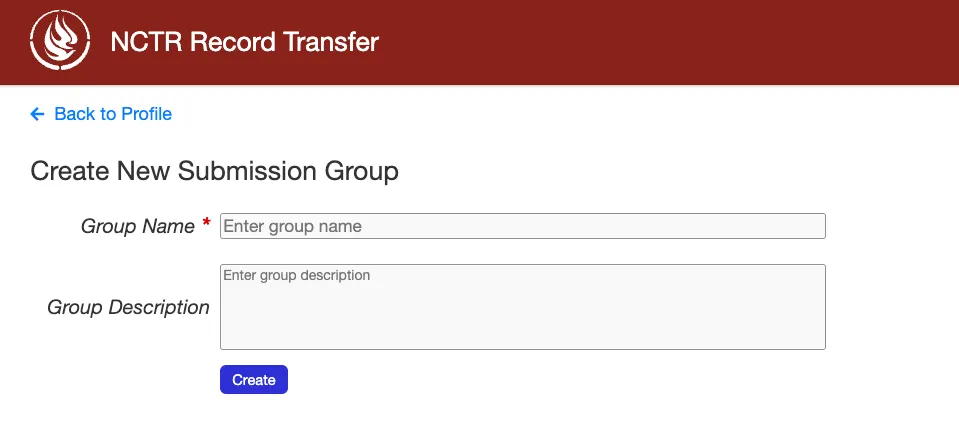 NCTR Record Transfer
← Back to Profile
Create New Submission Group
Group Name *
Enter group name
Group Description
Enter group description
Create